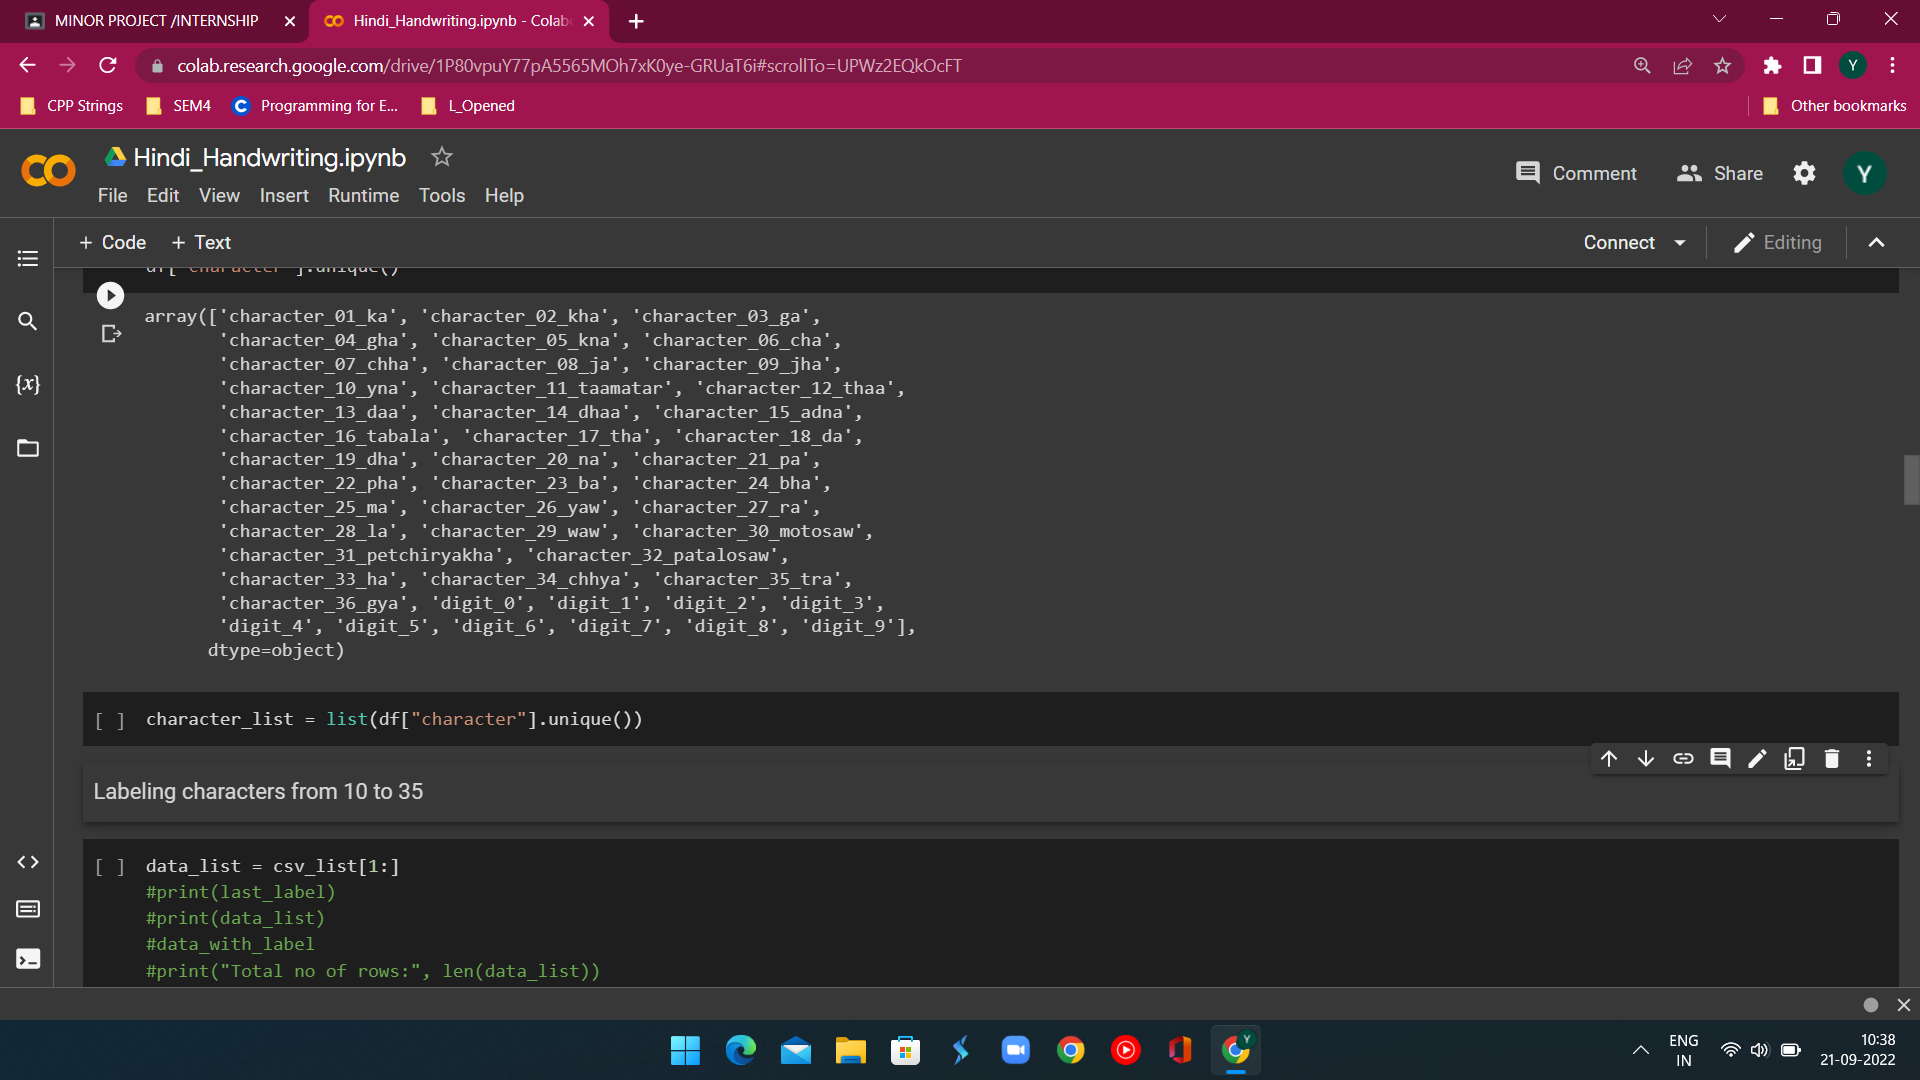 MINOR PROJECT /INTERNSHIP
Hindi_Handwriting.ipynb - Colab
colab.research.google.com/drive/1P80vpuY77pA5565MOh7xK0ye-GRUaT6i#scrollTo=UPWz2EQkOcFT
Y
CPP Strings
SEM4
Programming for E...
L_Opened
Other bookmarks
Hindi_Handwriting.ipynb
File Edit View Insert Runtime Tools Help
Comment
Share
Y
+ Code + Text
Connect
Editing
df["character"].unique()
array(['character_01_ka', 'character_02_kha', 'character_03_ga',
'character_04_gha', 'character_05_kna', 'character_06_cha',
'character_07_chha', 'character_08_ja', 'character_09_jha',
'character_10_yna', 'character_11_taamatar', 'character_12_thaa',
'character_13_daa', 'character_14_dhaa', 'character_15_adna',
'character_16_tabala', 'character_17_tha', 'character_18_da',
'character_19_dha', 'character_20_na', 'character_21_pa',
'character_22_pha', 'character_23_ba', 'character_24_bha',
'character_25_ma', 'character_26_yaw', 'character_27_ra',
'character_28_la', 'character_29_waw', 'character_30_motosaw',
'character_31_petchiryakha', 'character_32_patalosaw',
'character_33_ha', 'character_34_chhya', 'character_35_tra',
'character_36_gya', 'digit_0', 'digit_1', 'digit_2', 'digit_3',
'digit_4', 'digit_5', 'digit_6', 'digit_7', 'digit_8', 'digit_9'],
dtype=object)
[ ] character_list = list(df["character"].unique())
Labeling characters from 10 to 35
[ ] data_list = csv_list[1:]
#print(last_label)
#print(data_list)
#data_with_label
#print("Total no of rows:", len(data_list))
ENG
IN
10:38
21-09-2022